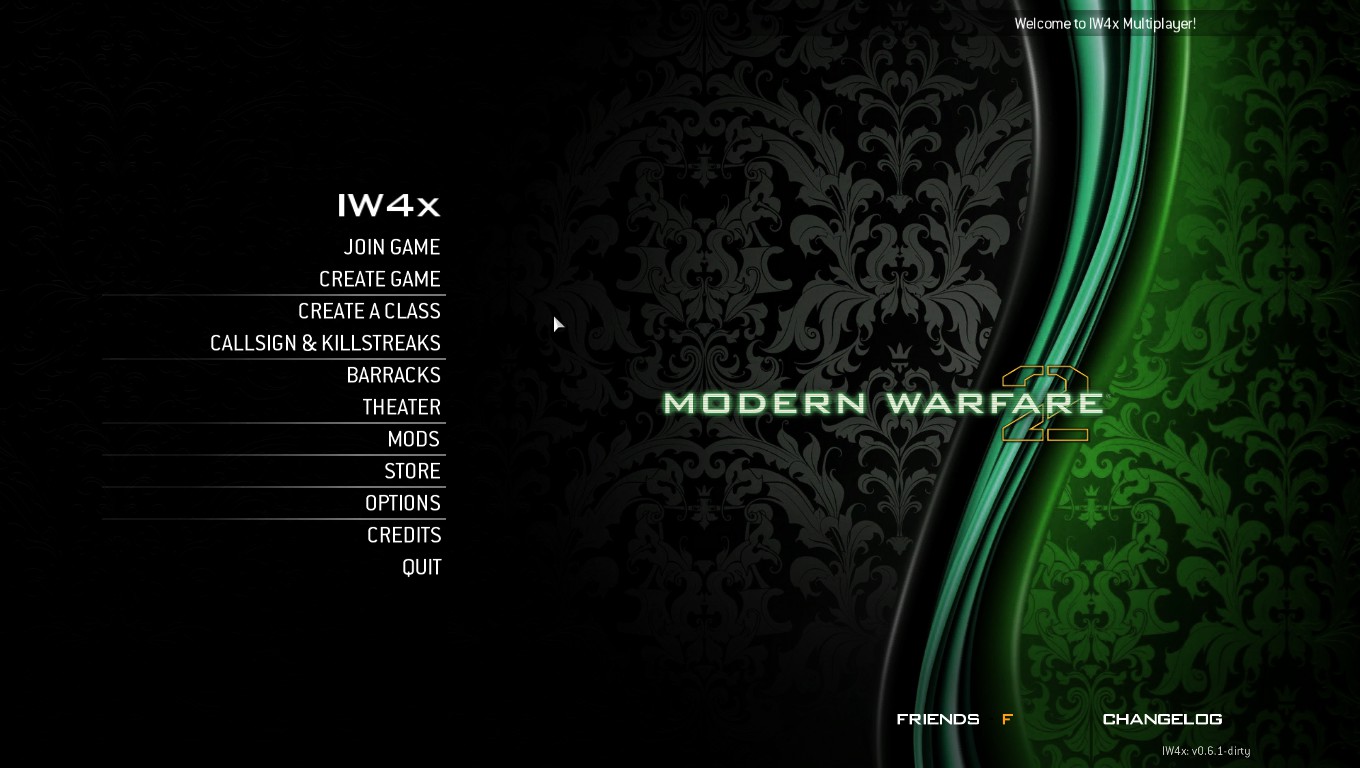 Welcome to IW4x Multiplayer!
IW4x
JOIN GAME
CREATE GAME
CREATE A CLASS
CALLSIGN & KILLSTREAKS
BARRACKS
THEATER
MODS
STORE
OPTIONS
CREDITS
QUIT
MODERN WARFARE 2
FRIENDS F
CHANGELOG
IW4x: v0.6.1-dirty